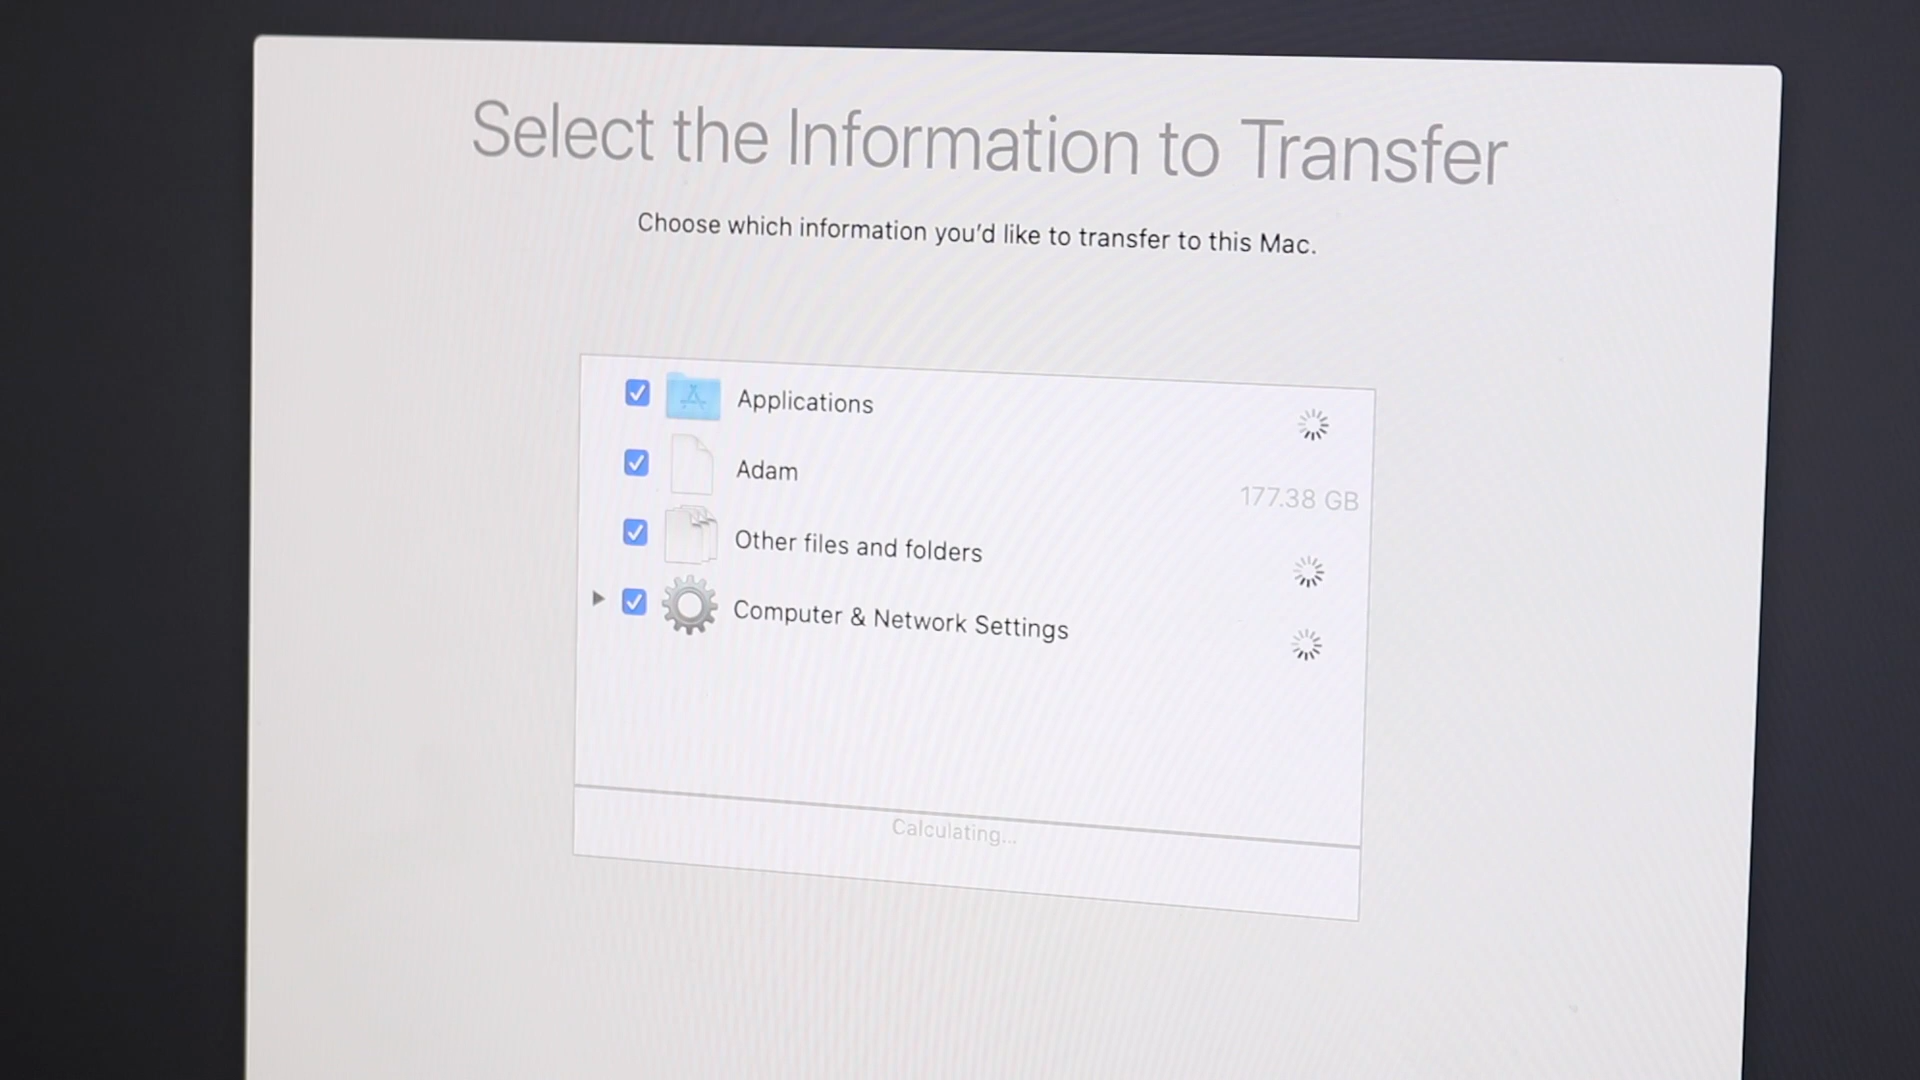 Select the Information to Transfer
Choose which information you’d like to transfer to this Mac.
Applications
Adam
177.38 GB
Other files and folders
Computer & Network Settings
Calculating...